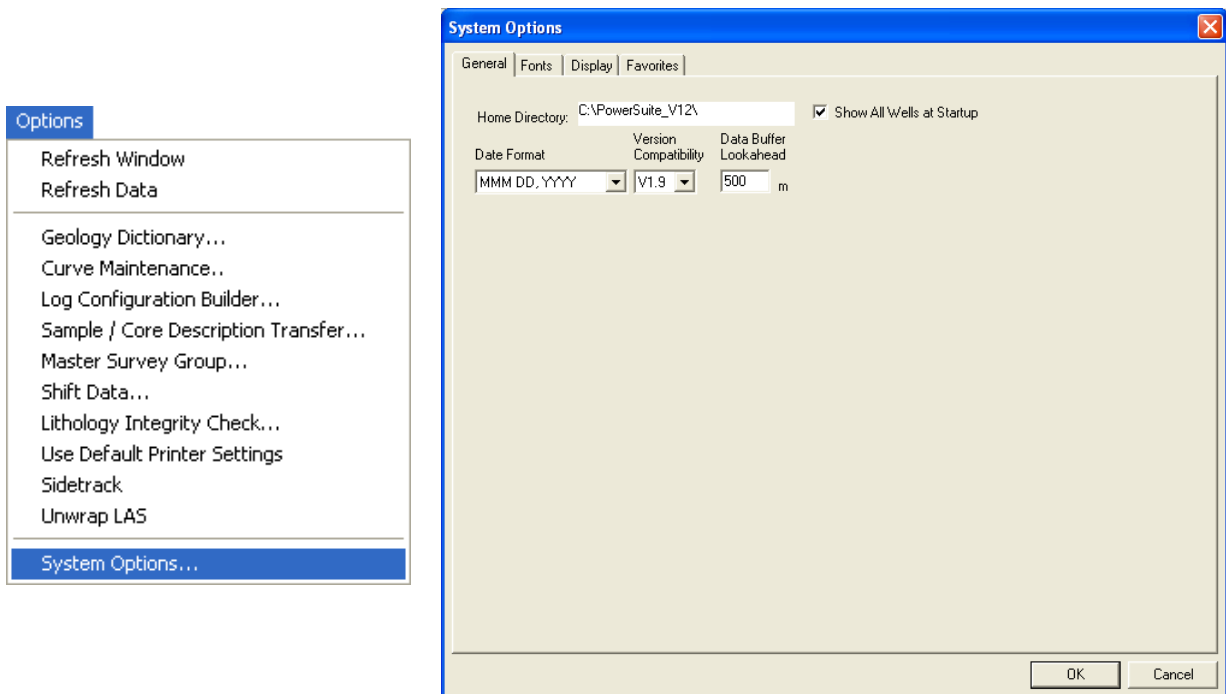 Options
Refresh Window
Refresh Data
Geology Dictionary...
Curve Maintenance..
Log Configuration Builder...
Sample / Core Description Transfer...
Master Survey Group...
Shift Data...
Lithology Integrity Check...
Use Default Printer Settings
Sidetrack
Unwrap LAS
System Options...
System Options
General Fonts Display Favorites
Home Directory: C:\PowerSuite_V12\ Show All Wells at Startup
Date Format
Version
Compatibility
Data Buffer
Lookahead
MMM DD, YYYY V1.9 500 m
OK Cancel